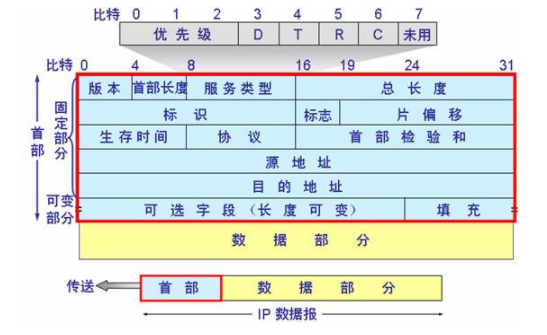 比特 0 1 2 3 4 5 6 7
优先级 D T R C 未用
比特 0 4 8 16 19 24 31
版本 首部长度 服务类型 总长度
标识 标志 片偏移
生存时间 协议 首部检验和
源地址
目的地址
可选字段（长度可变） 填充
数据部分
首部
固定部分
可变部分
传送 首部 数据部分
IP 数据报